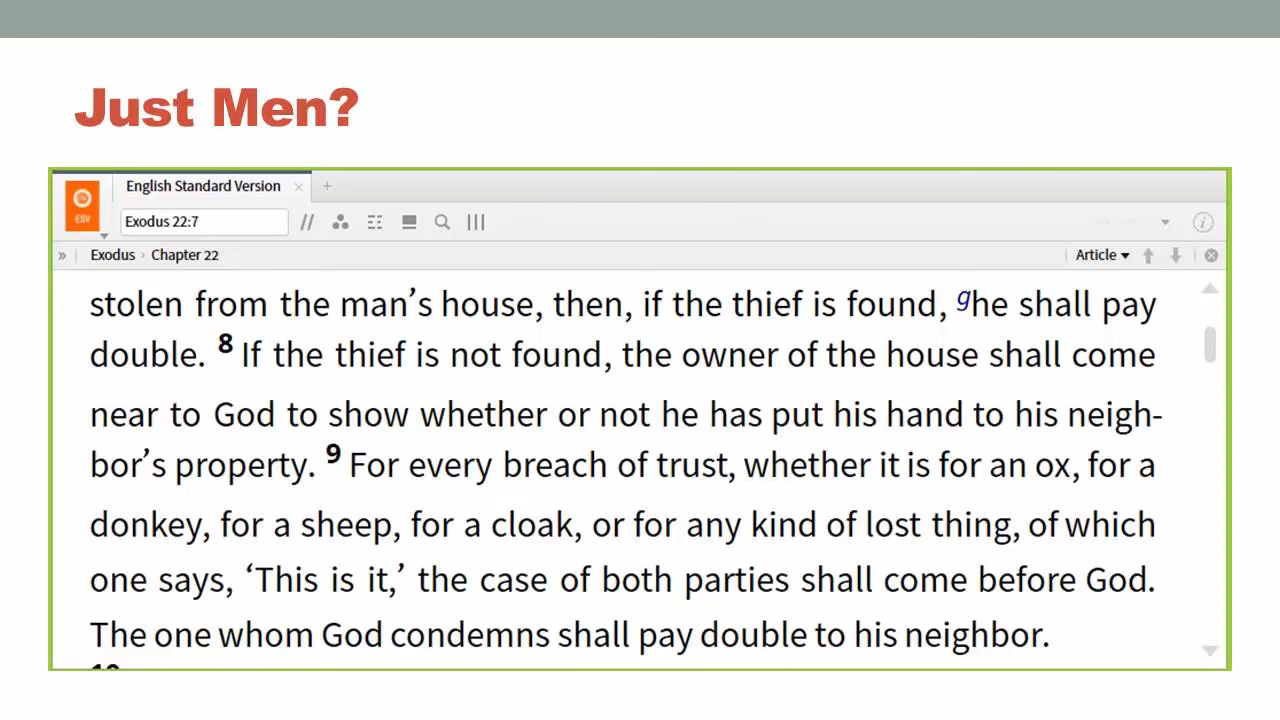 Just Men?
English Standard Version × +
ESV
Exodus 22:7
» Exodus › Chapter 22 Article
stolen from the man’s house, then, if the thief is found, ghe shall pay
double. 8 If the thief is not found, the owner of the house shall come
near to God to show whether or not he has put his hand to his neigh-
bor’s property. 9 For every breach of trust, whether it is for an ox, for a
donkey, for a sheep, for a cloak, or for any kind of lost thing, of which
one says, ‘This is it,’ the case of both parties shall come before God.
The one whom God condemns shall pay double to his neighbor.